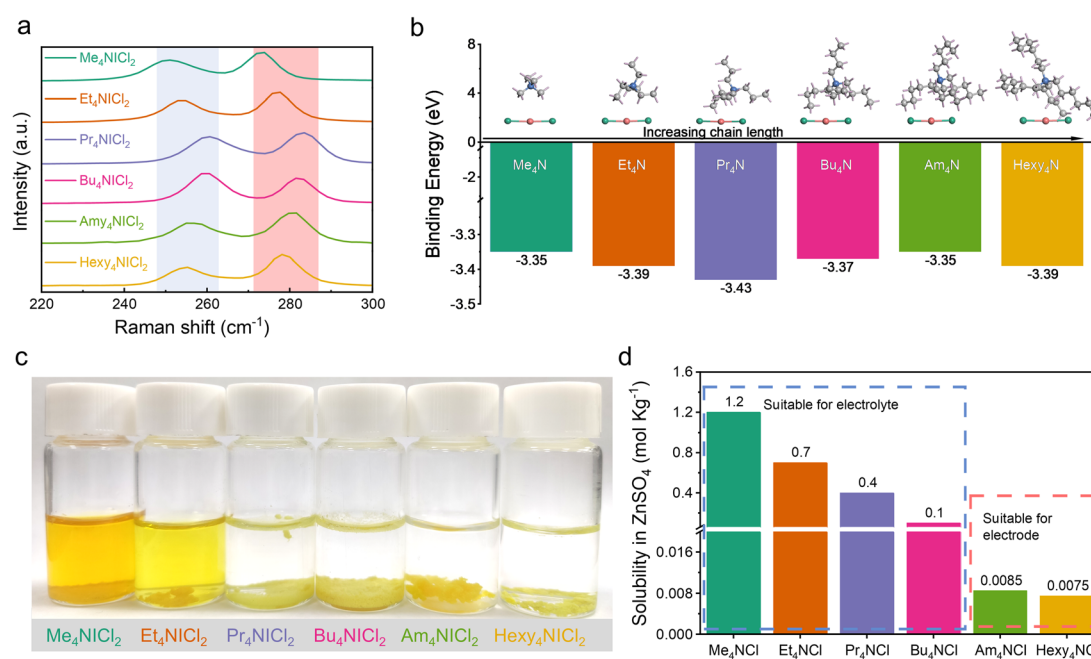 a
Me₄NICl₂
Et₄NICl₂
Pr₄NICl₂
Bu₄NICl₂
Amy₄NICl₂
Hexy₄NICl₂
Intensity (a.u.)
220 240 260 280 300
Raman shift (cm⁻¹)
b
Binding Energy (eV)
8
4
0
-2
-3.3
-3.4
-3.5
Increasing chain length
Me₄N Et₄N Pr₄N Bu₄N Am₄N Hexy₄N
-3.35 -3.39 -3.43 -3.37 -3.35 -3.39
c
Me₄NICl₂ Et₄NICl₂ Pr₄NICl₂ Bu₄NICl₂ Am₄NICl₂ Hexy₄NICl₂
d
Solubility in ZnSO₄ (mol Kg⁻¹)
1.6
1.2
0.8
0.4
0.016
0.008
0.000
Suitable for electrolyte
1.2
0.7
0.4
0.1
Suitable for
electrode
0.0085
0.0075
Me₄NCl Et₄NCl Pr₄NCl Bu₄NCl Am₄NCl